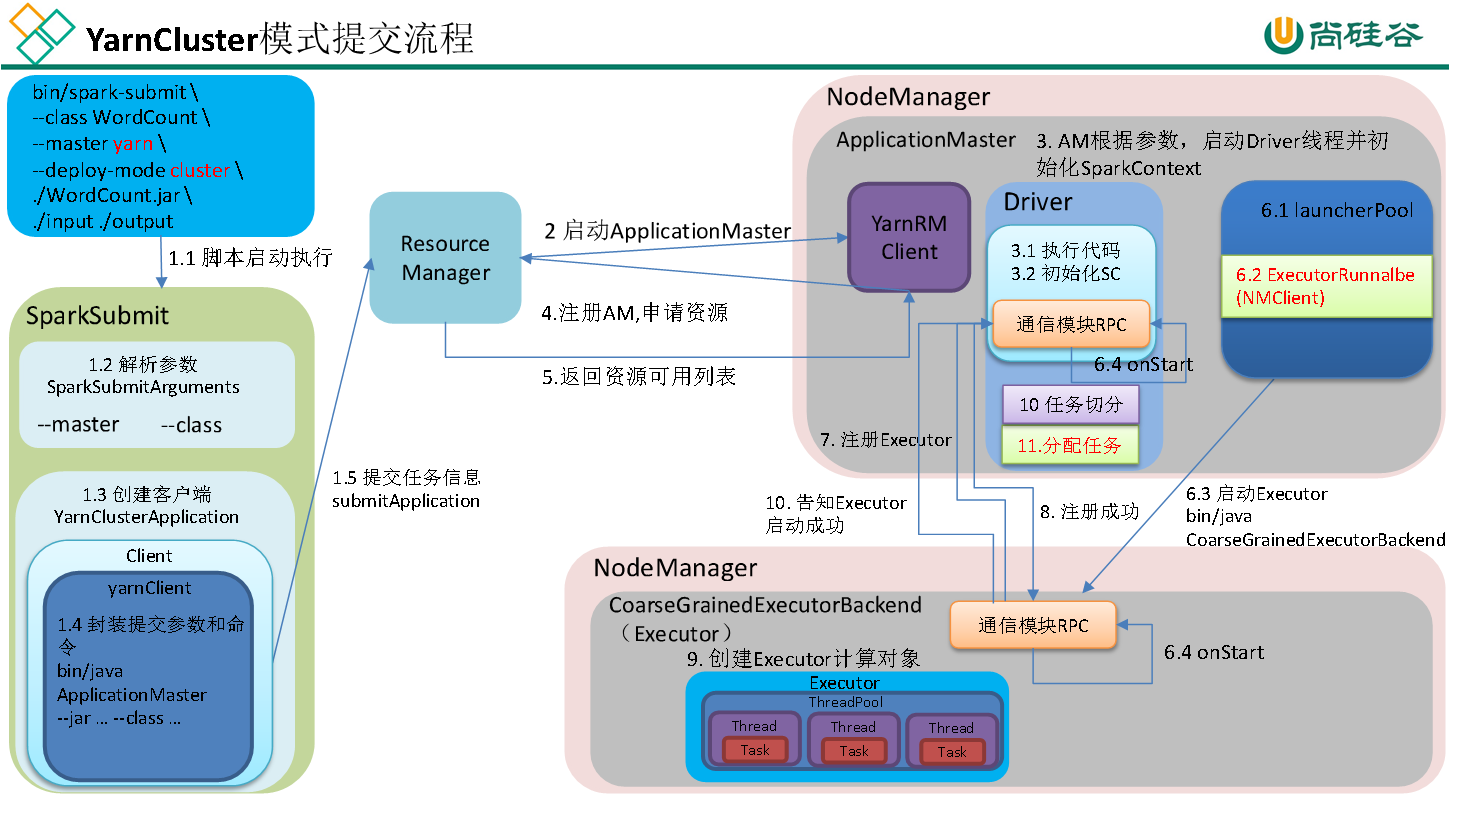 YarnCluster模式提交流程
尚硅谷
bin/spark-submit \
--class WordCount \
--master yarn \
--deploy-mode cluster \
./WordCount.jar \
./input ./output
1.1 脚本启动执行
SparkSubmit
1.2 解析参数
SparkSubmitArguments
--master --class
1.3 创建客户端
YarnClusterApplication
Client
yarnClient
1.4 封装提交参数和命
令
bin/java
ApplicationMaster
--jar ... --class ...
1.5 提交任务信息
submitApplication
Resource
Manager
2 启动ApplicationMaster
4.注册AM,申请资源
5.返回资源可用列表
NodeManager
ApplicationMaster
3. AM根据参数，启动Driver线程并初
始化SparkContext
YarnRM
Client
Driver
3.1 执行代码
3.2 初始化SC
通信模块RPC
6.4 onStart
10 任务切分
11.分配任务
6.1 launcherPool
6.2 ExecutorRunnalbe
(NMClient)
7. 注册Executor
10. 告知Executor
启动成功
8. 注册成功
6.3 启动Executor
bin/java
CoarseGrainedExecutorBackend
NodeManager
CoarseGrainedExecutorBackend
（Executor）
通信模块RPC
6.4 onStart
9. 创建Executor计算对象
Executor
ThreadPool
Thread
Task
Thread
Task
Thread
Task